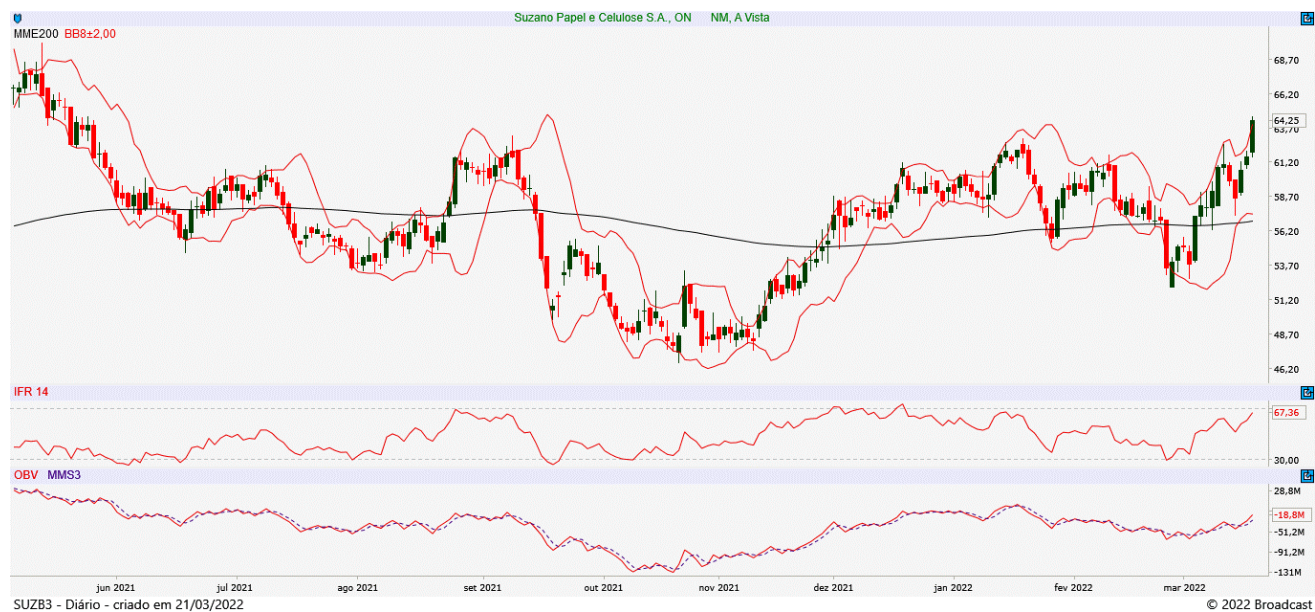 Suzano Papel e Celulose S.A., ON NM, A Vista
MME200 BB8±2,00
68,70
66,20
64,25
63,70
61,20
58,70
56,20
53,70
51,20
48,70
46,20
IFR 14
67,36
30,00
OBV MMS3
28,8M
-18,8M
-51,2M
-91,2M
-131M
jun 2021 jul 2021 ago 2021 set 2021 out 2021 nov 2021 dez 2021 jan 2022 fev 2022 mar 2022
SUZB3 - Diário - criado em 21/03/2022 © 2022 Broadcast